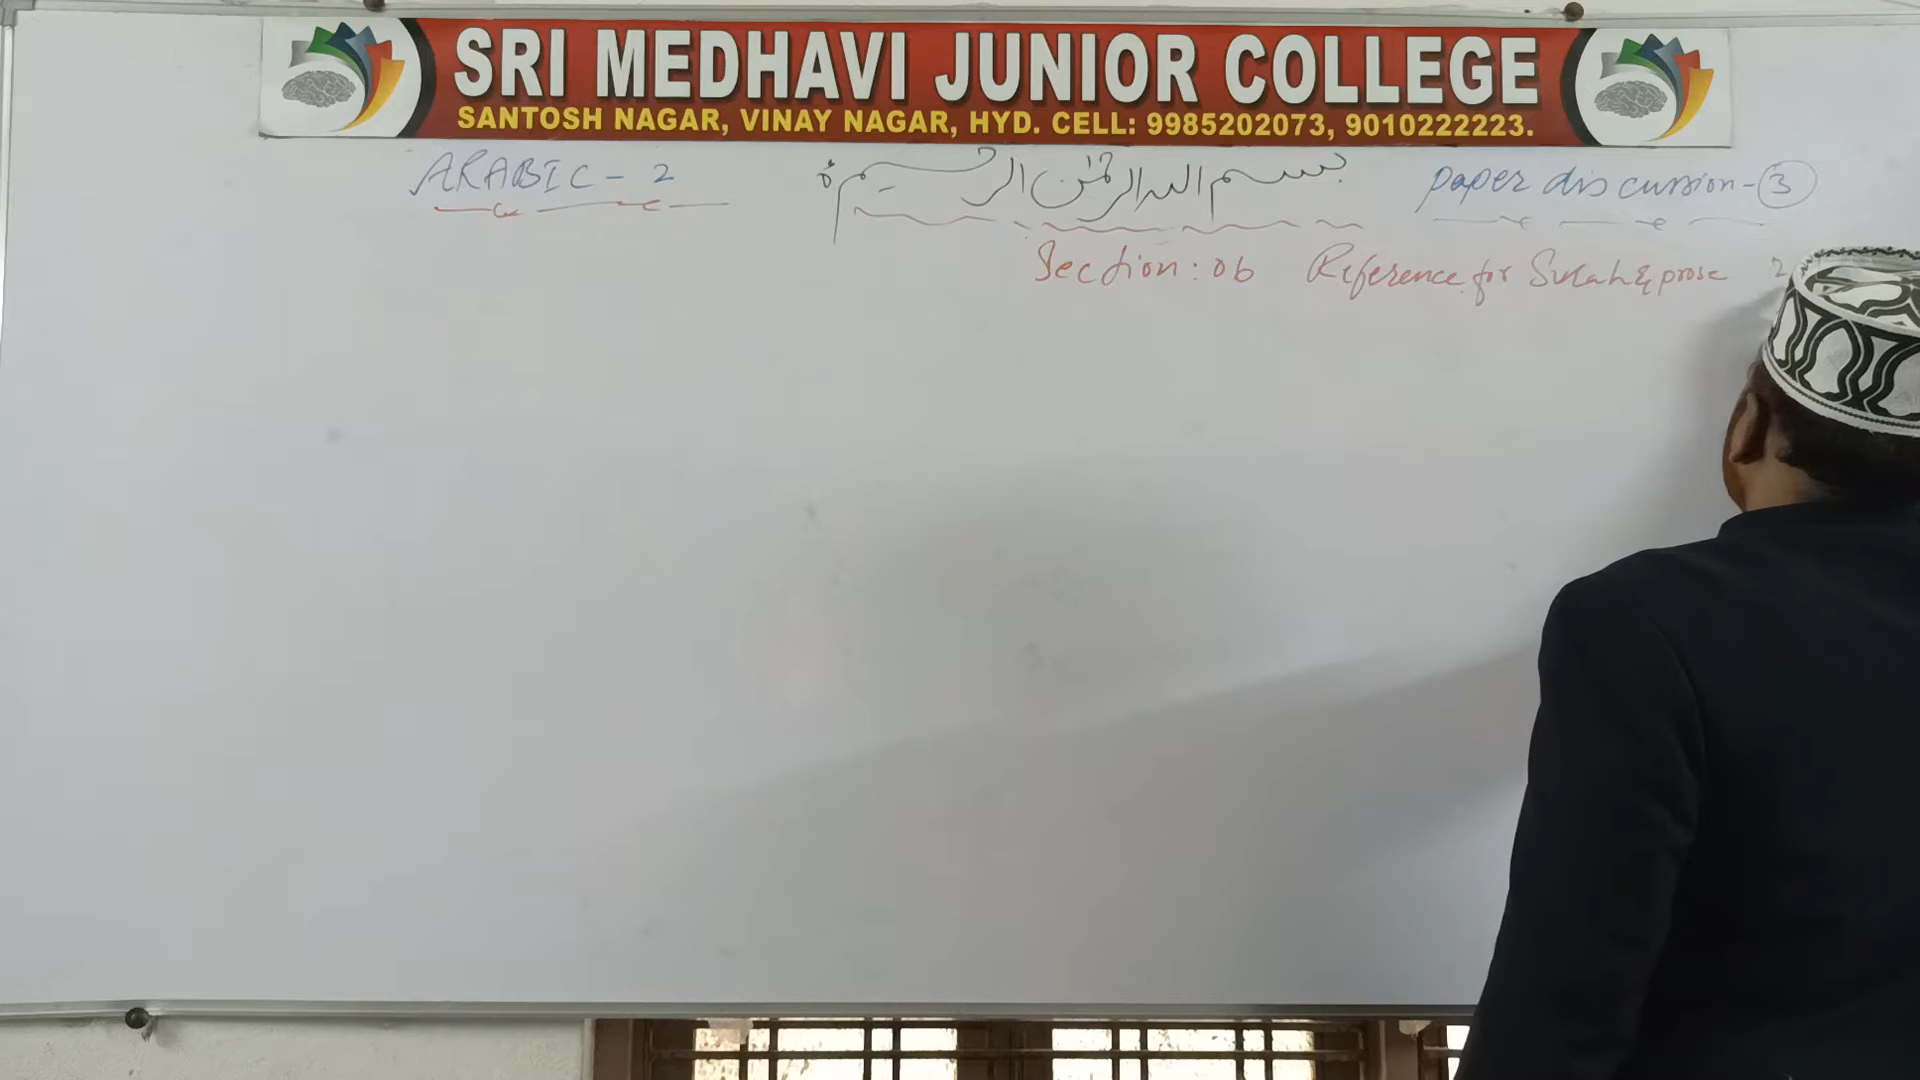 SRI MEDHAVI JUNIOR COLLEGE
SANTOSH NAGAR, VINAY NAGAR, HYD. CELL: 9985202073, 9010222223.
ARABIC - 2
بسم الله الرحمٰن الرحيم
paper discussion - 3
Section: 06 Reference for Surah & prose